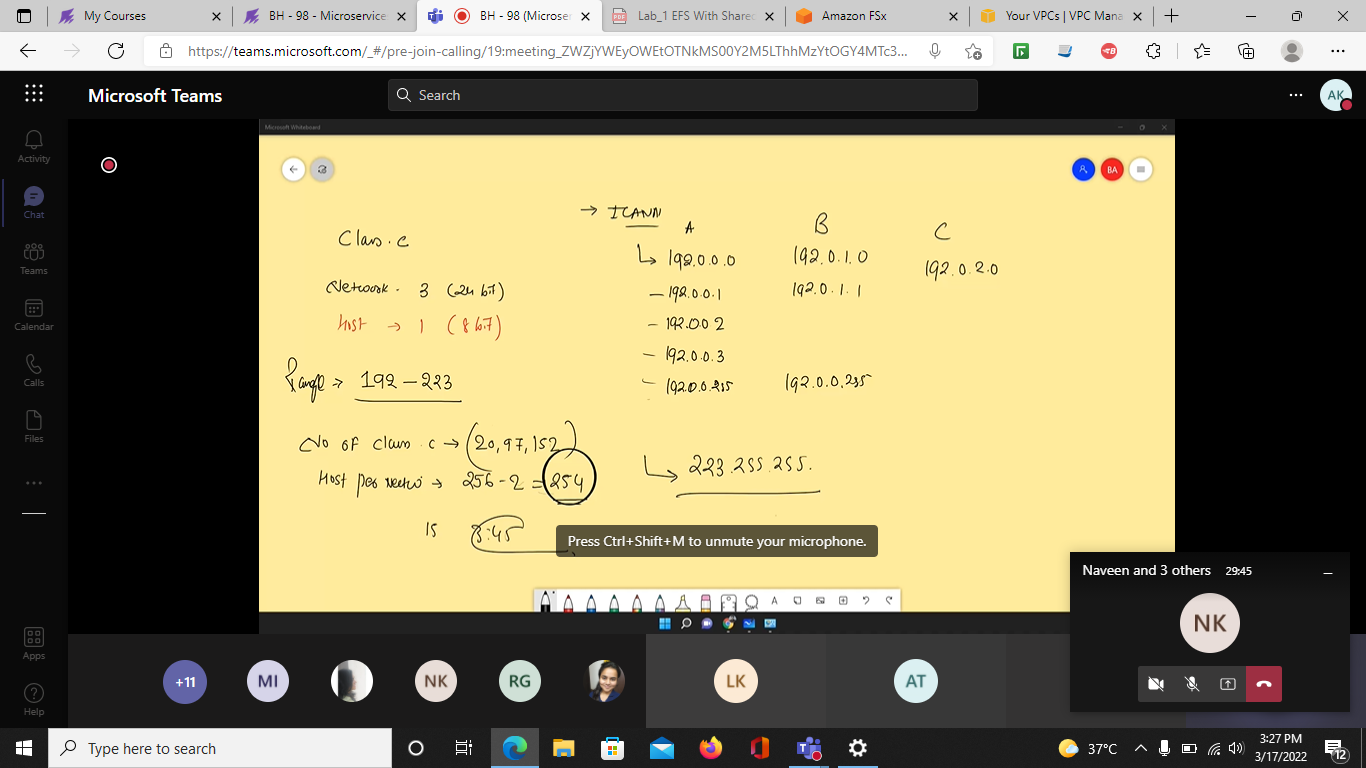 My Courses
BH - 98 - Microservice
BH - 98 (Microser
Lab_1 EFS With Share
Amazon FSx
Your VPCs | VPC Mana
https://teams.microsoft.com/_#/pre-join-calling/19:meeting_ZWZjYWEyOWEtOTNkMS00Y2M5LThhMzYtOGY4MTc3...
Microsoft Teams
Search
AK
Activity
Chat
Teams
Calendar
Calls
Files
Apps
Help
Microsoft Whiteboard
BA
→ ICANN
Class. c
Network. 3 (24 bit)
Host → 1 (8 bit)
Range → 192 – 223
No of class c → (20,97,152)
Host per → 256 - 2 = 254
15 3:45
A
192.0.0.0
– 192.0.0.1
– 192.0.0 2
– 192.0.0.3
– 192.0.0.255
B
192.0.1.0
192.0.1.1
192.0.0.255
C
192.0.2.0
223.255.255.
Press Ctrl+Shift+M to unmute your microphone.
A
Naveen and 3 others 29:45
NK
+11
MI
NK
RG
LK
AT
Type here to search
37°C
3:27 PM
3/17/2022
12